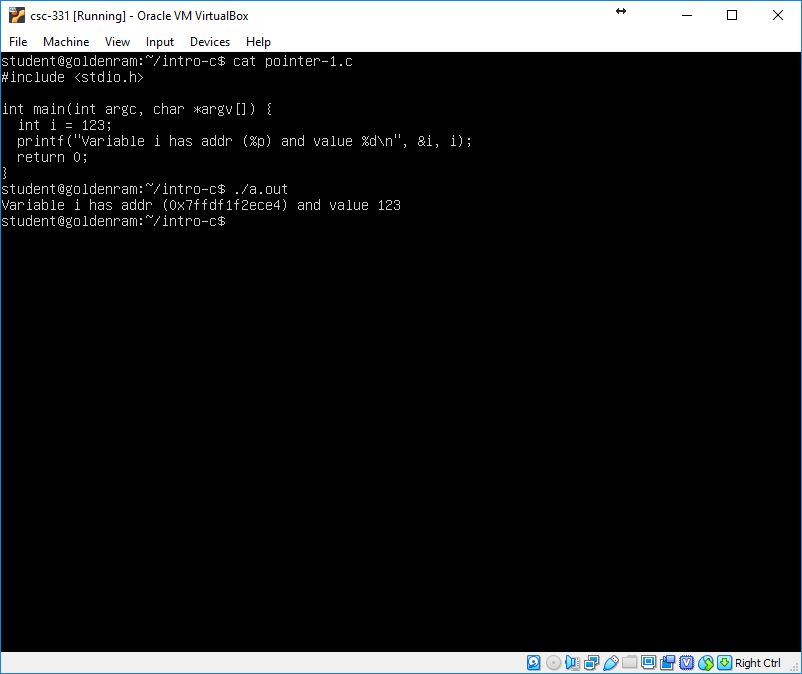 csc-331 [Running] - Oracle VM VirtualBox
File Machine View Input Devices Help
student@goldenram:~/intro-c$ cat pointer-1.c
#include <stdio.h>
int main(int argc, char *argv[]) {
  int i = 123;
  printf("Variable i has addr (%p) and value %d\n", &i, i);
  return 0;
}
student@goldenram:~/intro-c$ ./a.out
Variable i has addr (0x7ffdf1f2ece4) and value 123
student@goldenram:~/intro-c$
Right Ctrl